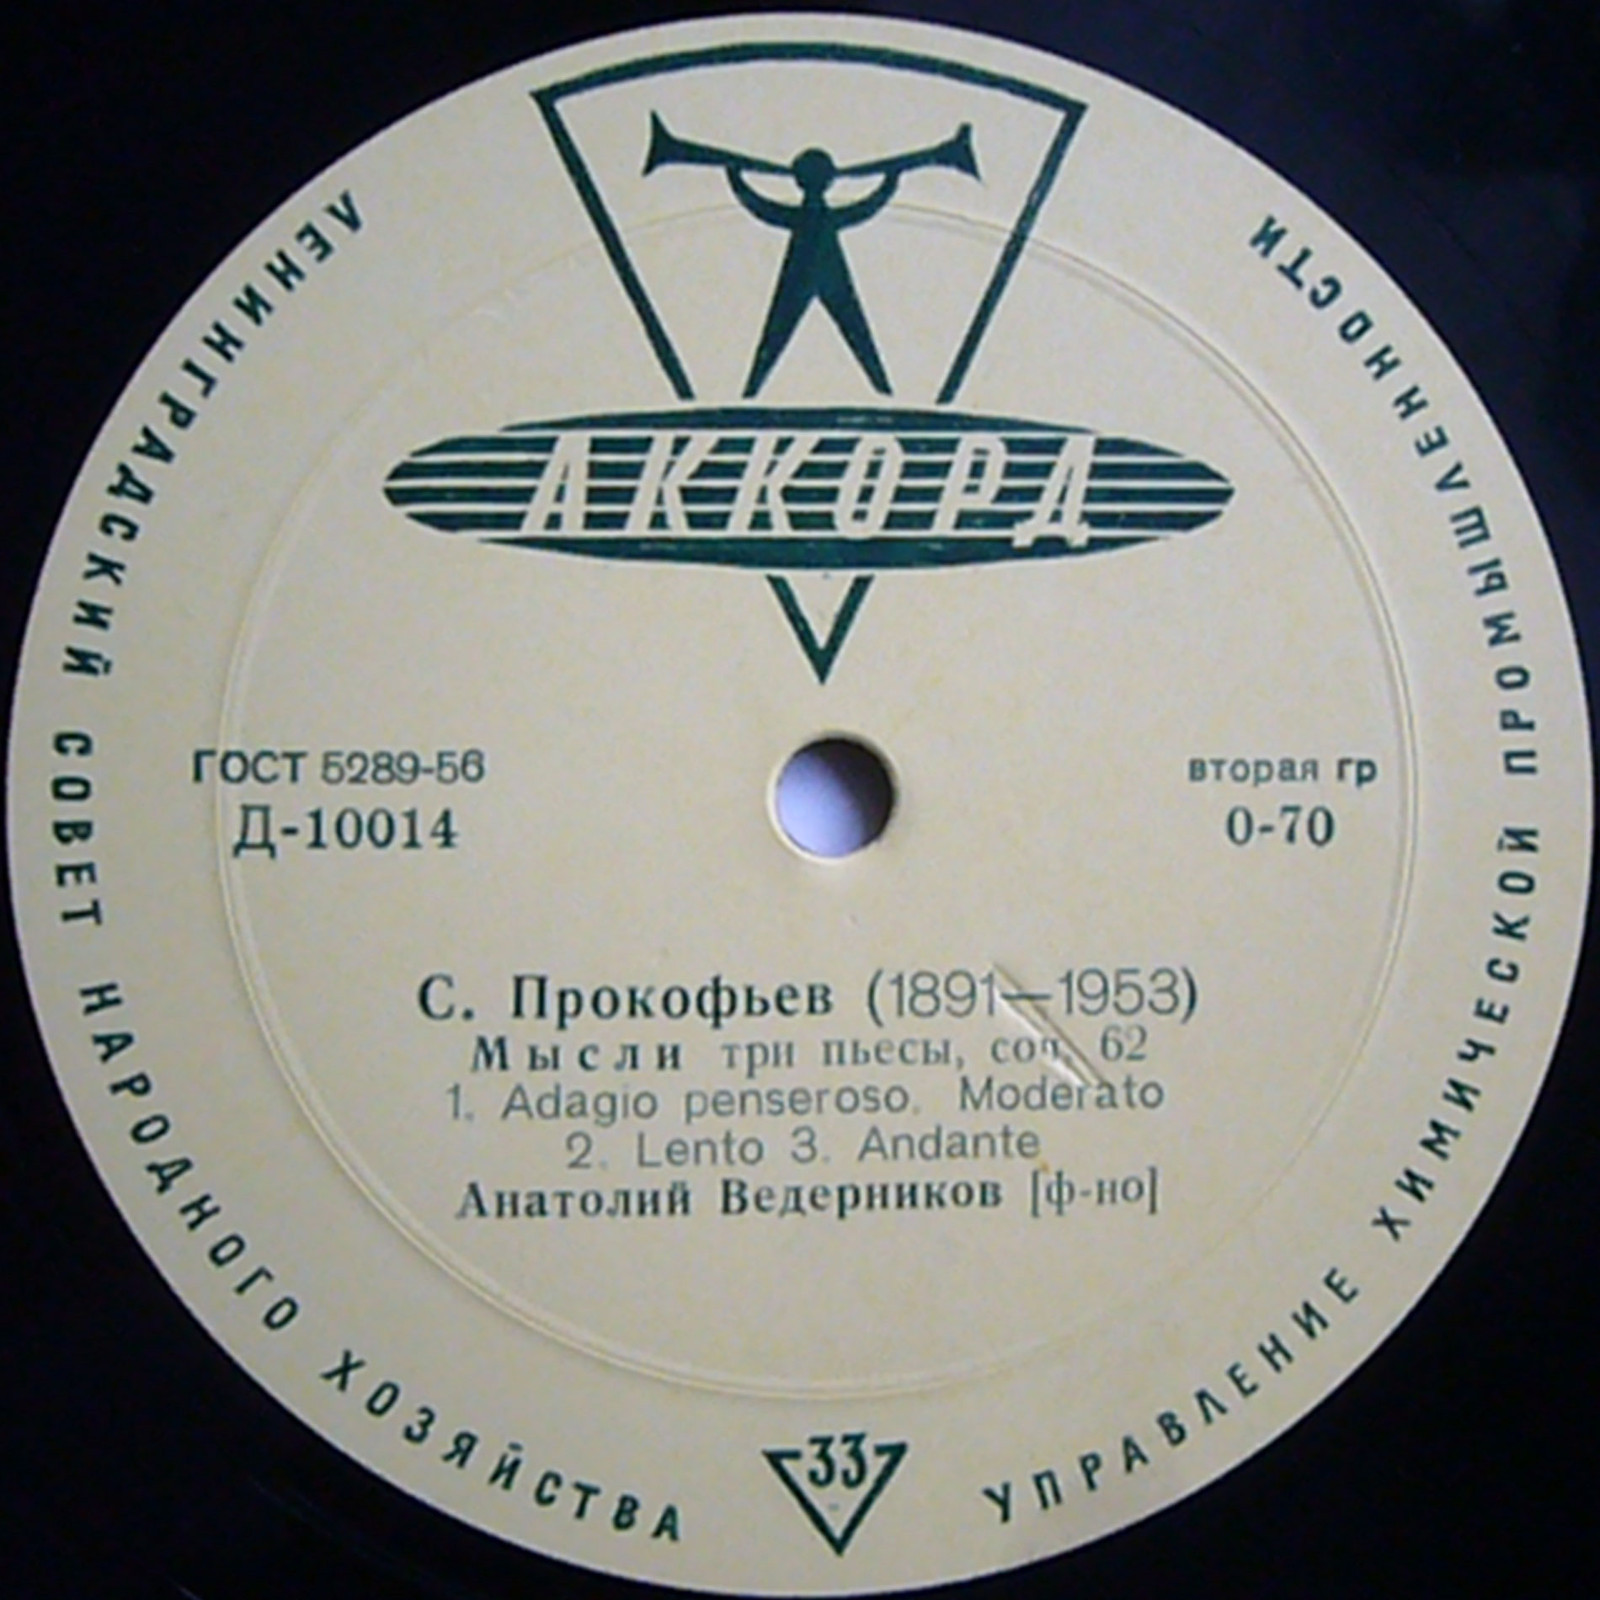 АККОРД
ЛЕНИНГРАДСКИЙ СОВЕТ НАРОДНОГО ХОЗЯЙСТВА
УПРАВЛЕНИЕ ХИМИЧЕСКОЙ ПРОМЫШЛЕННОСТИ
ГОСТ 5289-56
Д-10014
вторая гр
0-70
С. Прокофьев (1891—1953)
Мысли три пьесы, соч. 62
1. Adagio penseroso. Moderato
2. Lento 3. Andante
Анатолий Ведерников [ф-но]
33